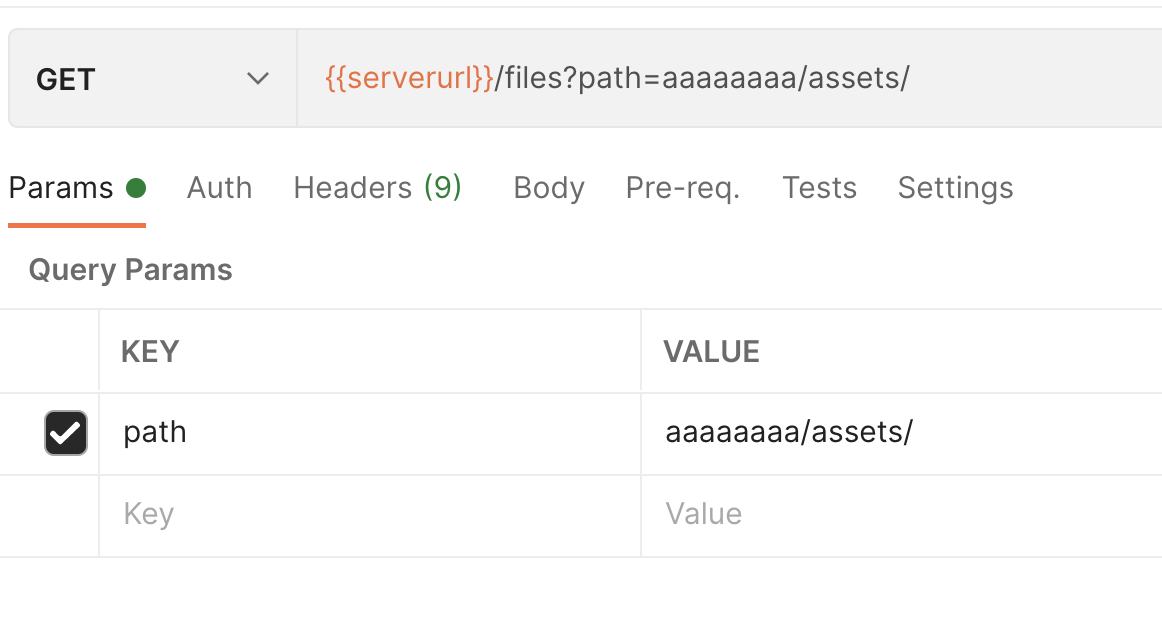 GET {{serverurl}}/files?path=aaaaaaaa/assets/
Params Auth Headers (9) Body Pre-req. Tests Settings
Query Params
KEY VALUE
path aaaaaaaa/assets/
Key Value